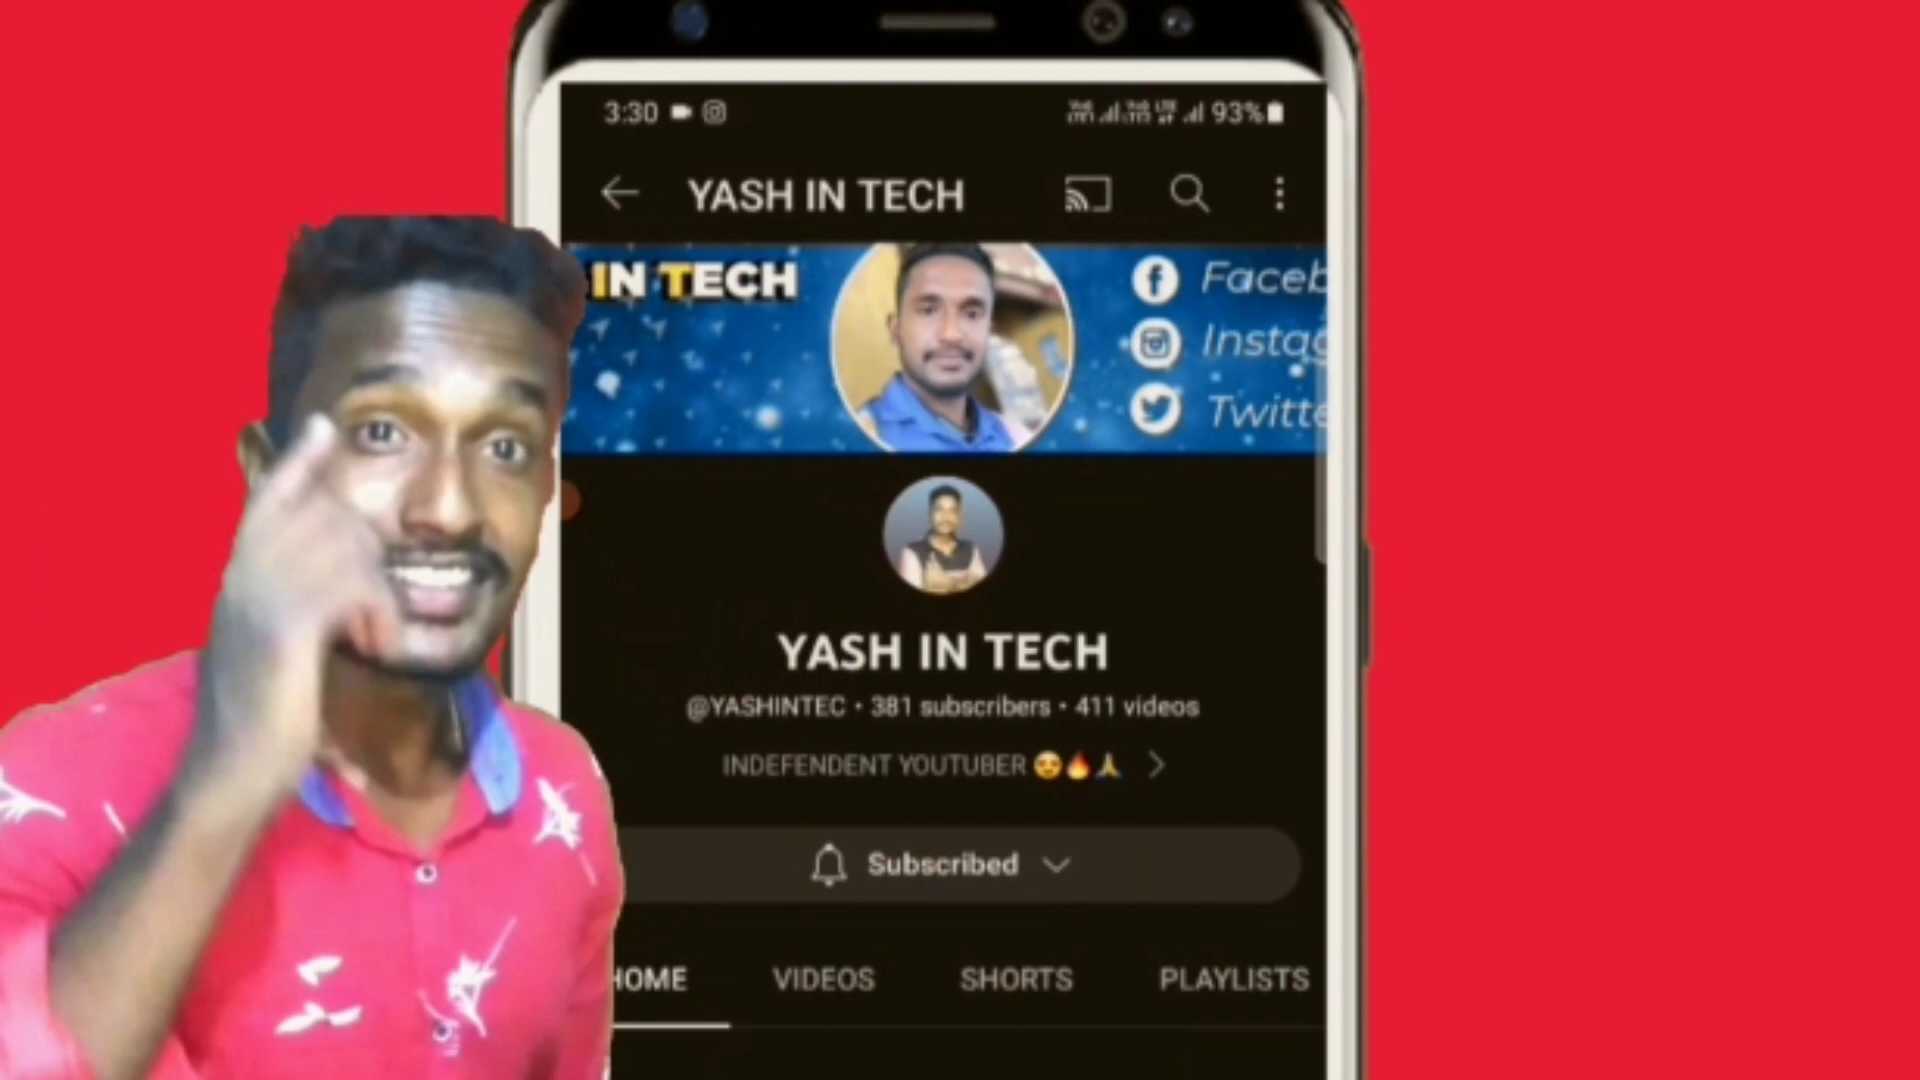 3:30 93%
YASH IN TECH
IN TECH
Faceb
Instag
Twitte
YASH IN TECH
@YASHINTEC • 381 subscribers • 411 videos
INDEFENDENT YOUTUBER 😍🔥🙏
Subscribed
HOME VIDEOS SHORTS PLAYLISTS